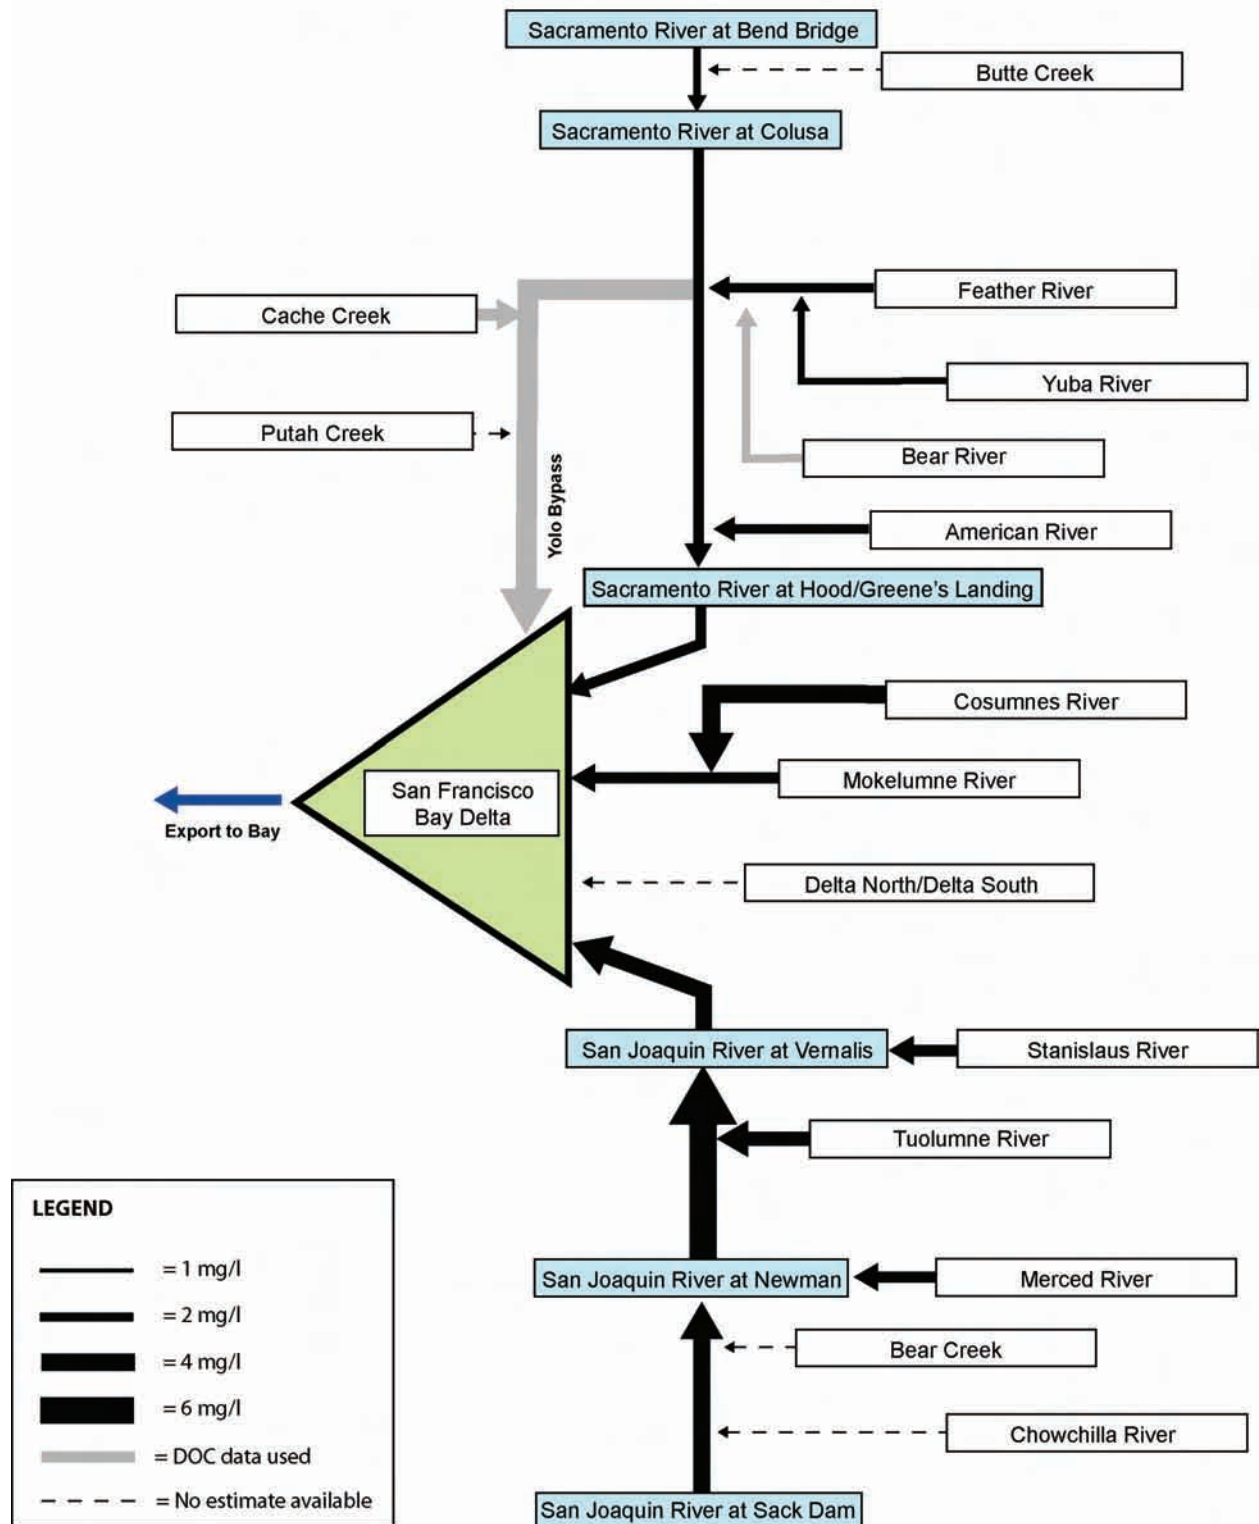 Sacramento River at Bend Bridge
Butte Creek
Sacramento River at Colusa
Feather River
Cache Creek
Yuba River
Putah Creek
Bear River
Yolo Bypass
American River
Sacramento River at Hood/Greene's Landing
Cosumnes River
Mokelumne River
San Francisco
Bay Delta
Export to Bay
Delta North/Delta South
San Joaquin River at Vernalis
Stanislaus River
Tuolumne River
San Joaquin River at Newman
Merced River
Bear Creek
Chowchilla River
San Joaquin River at Sack Dam
LEGEND
= 1 mg/l
= 2 mg/l
= 4 mg/l
= 6 mg/l
= DOC data used
= No estimate available